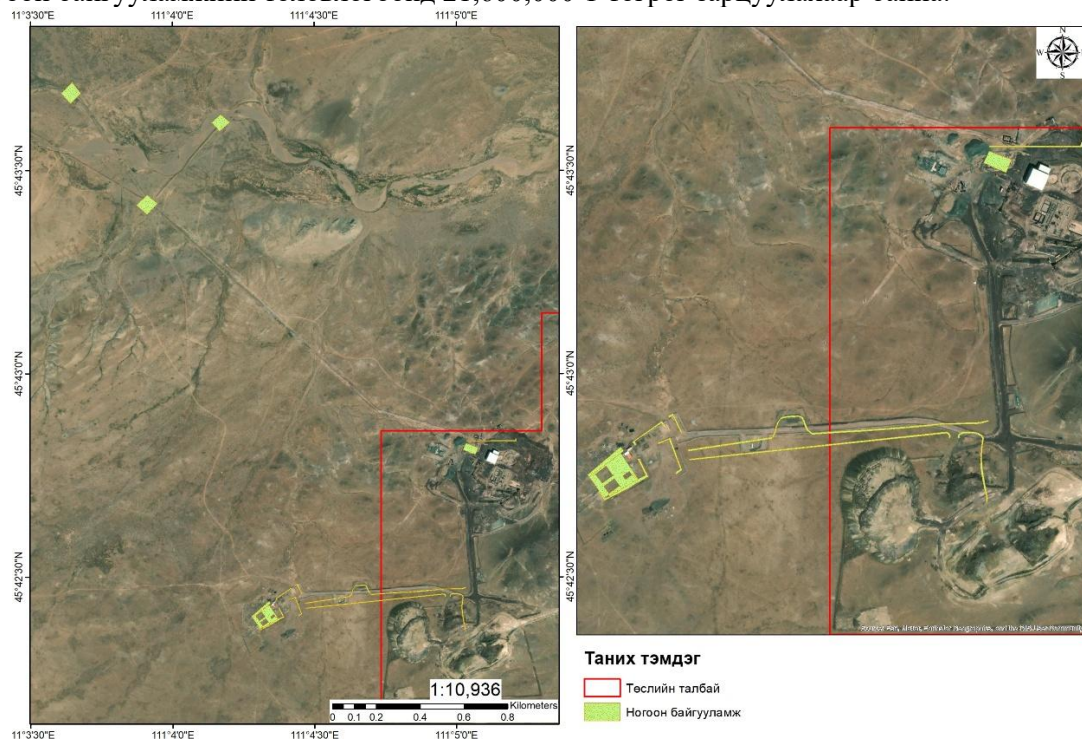 11°3'30"E 111°4'0"E 111°4'30"E 111°5'0"E
45°43'30"N
45°43'0"N
45°42'30"N
1:10,936
Kilometers
0 0.1 0.2 0.4 0.6 0.8
11°3'30"E 111°4'0"E 111°4'30"E 111°5'0"E
N
W
S
45°43'30"N
45°43'0"N
45°42'30"N
Таних тэмдэг
Төслийн талбай
Ногоон байгууламж